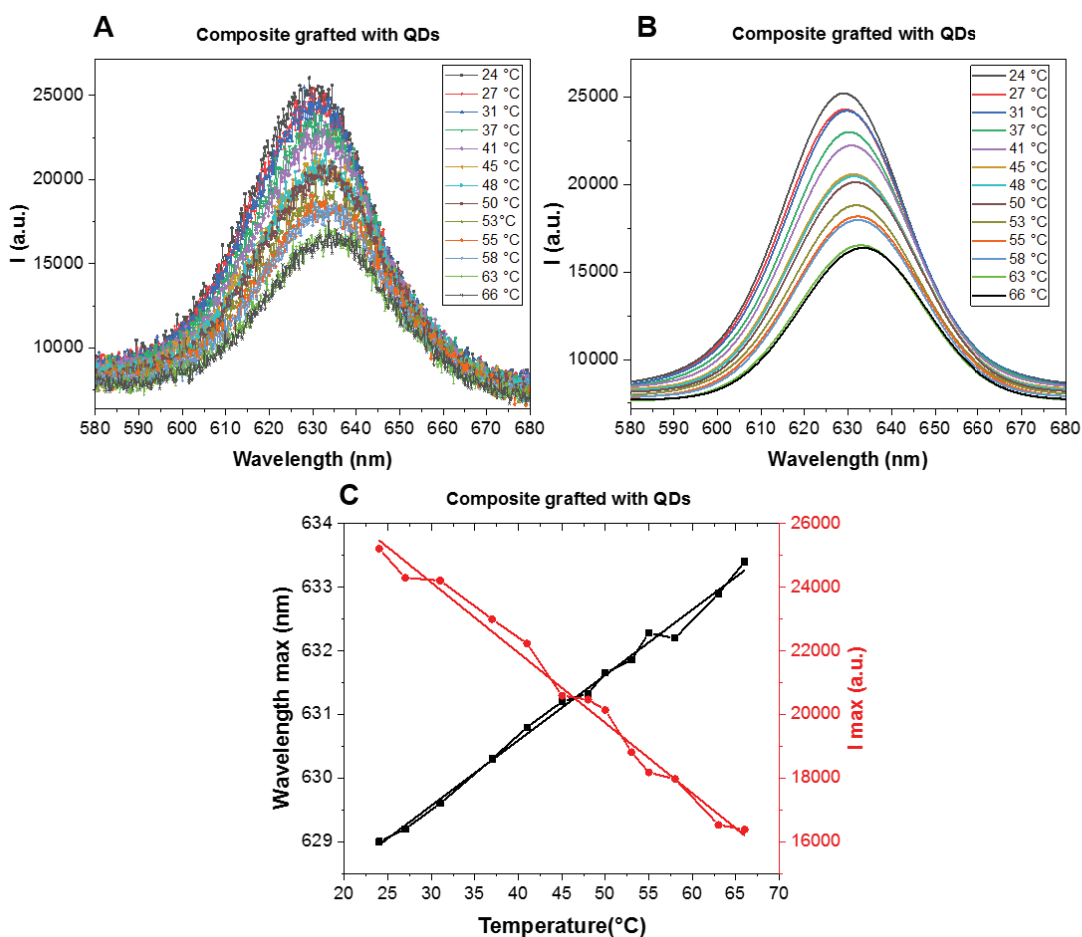 A
Composite grafted with QDs
I (a.u.)
25000
20000
15000
10000
24 °C
27 °C
31 °C
37 °C
41 °C
45 °C
48 °C
50 °C
53°C
55 °C
58 °C
63 °C
66 °C
580 590 600 610 620 630 640 650 660 670 680
Wavelength (nm)
B
Composite grafted with QDs
I (a.u.)
25000
20000
15000
10000
24 °C
27 °C
31 °C
37 °C
41 °C
45 °C
48 °C
50 °C
53 °C
55 °C
58 °C
63 °C
66 °C
580 590 600 610 620 630 640 650 660 670 680
Wavelength (nm)
C
Composite grafted with QDs
Wavelength max (nm)
634
633
632
631
630
629
26000
24000
22000
20000
18000
16000
I max (a.u.)
20 25 30 35 40 45 50 55 60 65 70
Temperature(°C)